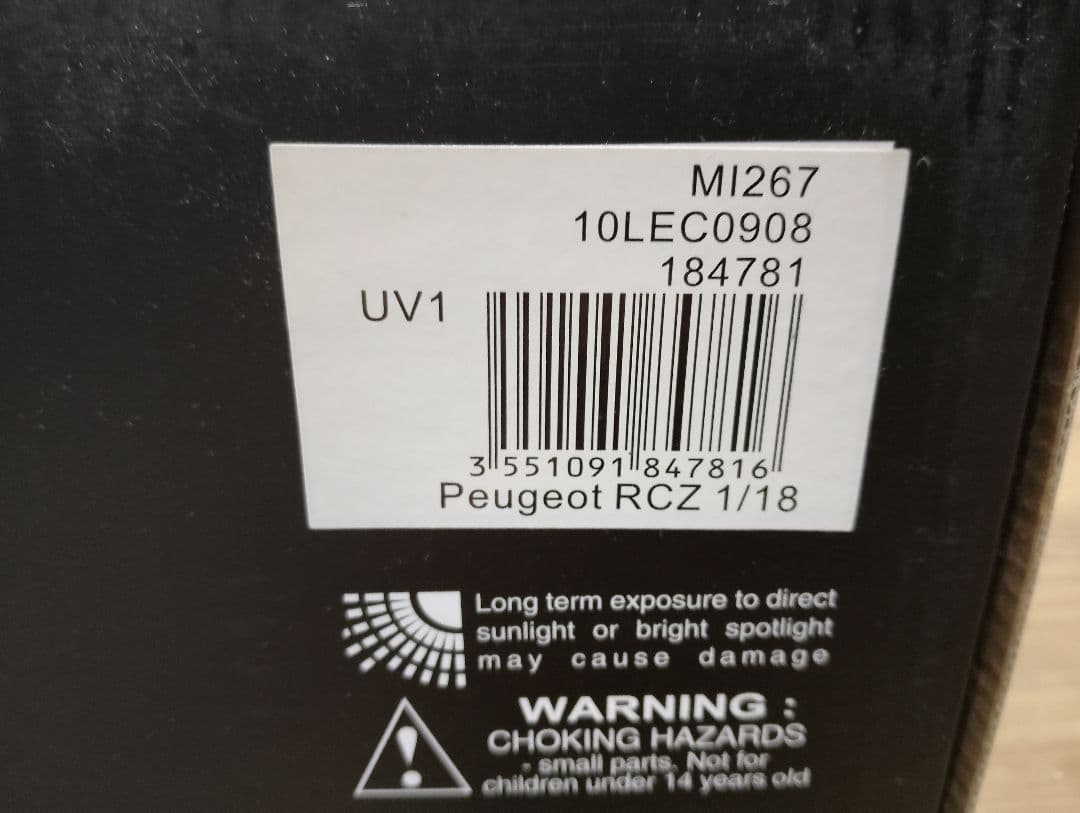 MI267
10LEC0908
184781
UV1
3 551091 847816
Peugeot RCZ 1/18
Long term exposure to direct
sunlight or bright spotlight
may cause damage
WARNING :
CHOKING HAZARDS
- small parts. Not for
children under 14 years old